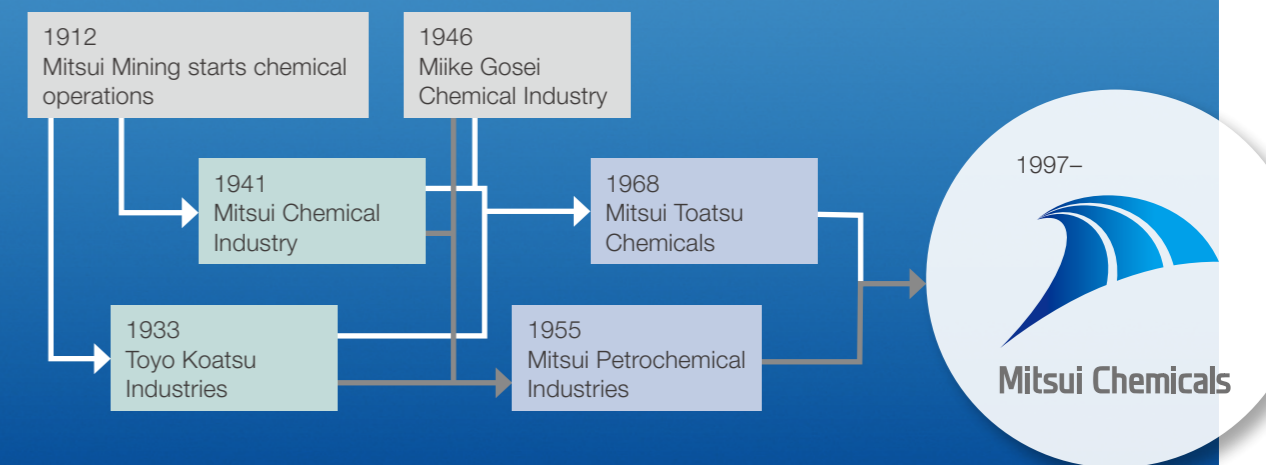 1912
Mitsui Mining starts chemical
operations
1946
Miike Gosei
Chemical Industry
1941
Mitsui Chemical
Industry
1968
Mitsui Toatsu
Chemicals
1933
Toyo Koatsu
Industries
1955
Mitsui Petrochemical
Industries
1997–
Mitsui Chemicals